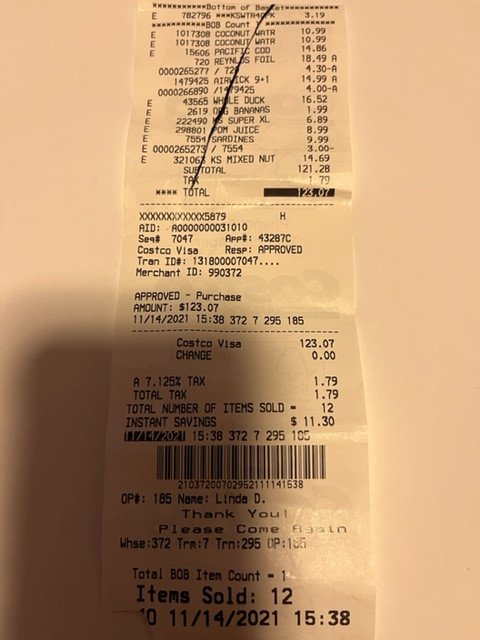 ***********Bottom of Basket***********
E 782796 ***KSWTR40PK 3.19
***********BOB Count 1***********
E 1017308 COCONUT WATR 10.99
E 1017308 COCONUT WATR 10.99
E 15606 PACIFIC COD 14.86
720 REYNLDS FOIL 18.49 A
0000265277 / 720 4.30-A
1479425 AIRWICK 9+1 14.99 A
0000266890 /1479425 4.00-A
E 43565 WHOLE DUCK 16.52
E 2619 ORG BANANAS 1.99
E 222490 KS SUPER XL 6.89
E 298801 POM JUICE 8.99
E 7554 SARDINES 9.99
E 0000265273 / 7554 3.00-
E 321063 KS MIXED NUT 14.69
SUBTOTAL 121.28
TAX 1.79
**** TOTAL 123.07
XXXXXXXXXXXX5879 H
AID: A0000000031010
Seq# 7047 App#: 43287C
Costco Visa Resp: APPROVED
Tran ID#: 131800007047....
Merchant ID: 990372
APPROVED - Purchase
AMOUNT: $123.07
11/14/2021 15:38 372 7 295 185
Costco Visa 123.07
CHANGE 0.00
A 7.125% TAX 1.79
TOTAL TAX 1.79
TOTAL NUMBER OF ITEMS SOLD = 12
INSTANT SAVINGS $ 11.30
11/14/2021 15:38 372 7 295 185
21037200702952111141538
OP#: 185 Name: Linda D.
Thank You!
Please Come Again
Whse:372 Trm:7 Trn:295 OP:185
Total BOB Item Count = 1
Items Sold: 12
11/14/2021 15:38